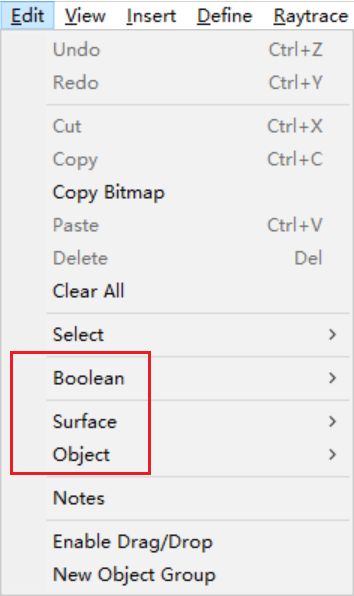 Edit View Insert Define Raytrace
Undo Ctrl+Z
Redo Ctrl+Y
Cut Ctrl+X
Copy Ctrl+C
Copy Bitmap
Paste Ctrl+V
Delete Del
Clear All
Select >
Boolean >
Surface >
Object >
Notes
Enable Drag/Drop
New Object Group